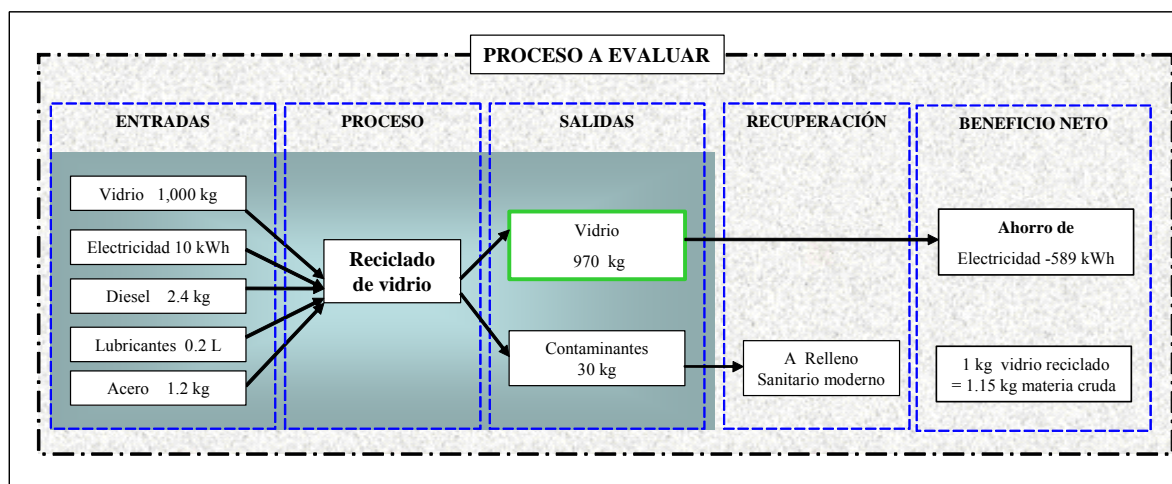 PROCESO A EVALUAR
ENTRADAS
PROCESO
SALIDAS
RECUPERACIÓN
BENEFICIO NETO
Vidrio 1,000 kg
Electricidad 10 kWh
Diesel 2.4 kg
Lubricantes 0.2 L
Acero 1.2 kg
Reciclado
de vidrio
Vidrio
970 kg
Contaminantes
30 kg
A Relleno
Sanitario moderno
Ahorro de
Electricidad -589 kWh
1 kg vidrio reciclado
= 1.15 kg materia cruda